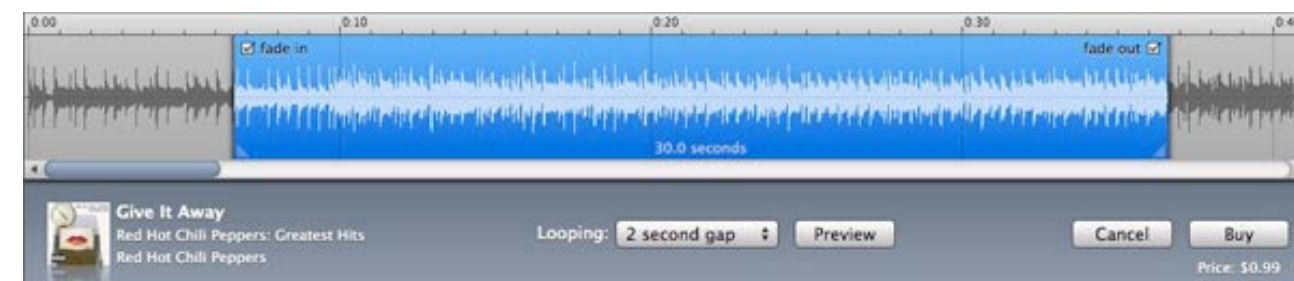 0:00 0:10 0:20 0:30 0:4
fade in fade out
30.0 seconds
Give It Away
Red Hot Chili Peppers: Greatest Hits
Red Hot Chili Peppers
Looping: 2 second gap Preview Cancel Buy
Price: $0.99